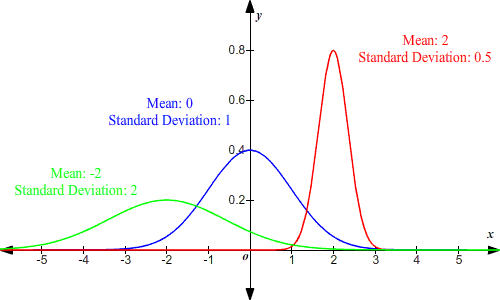 y
Mean: 2
Standard Deviation: 0.5
0.8
0.6
Mean: 0
Standard Deviation: 1
0.4
Mean: -2
Standard Deviation: 2
0.2
x
-5 -4 -3 -2 -1 o 1 2 3 4 5